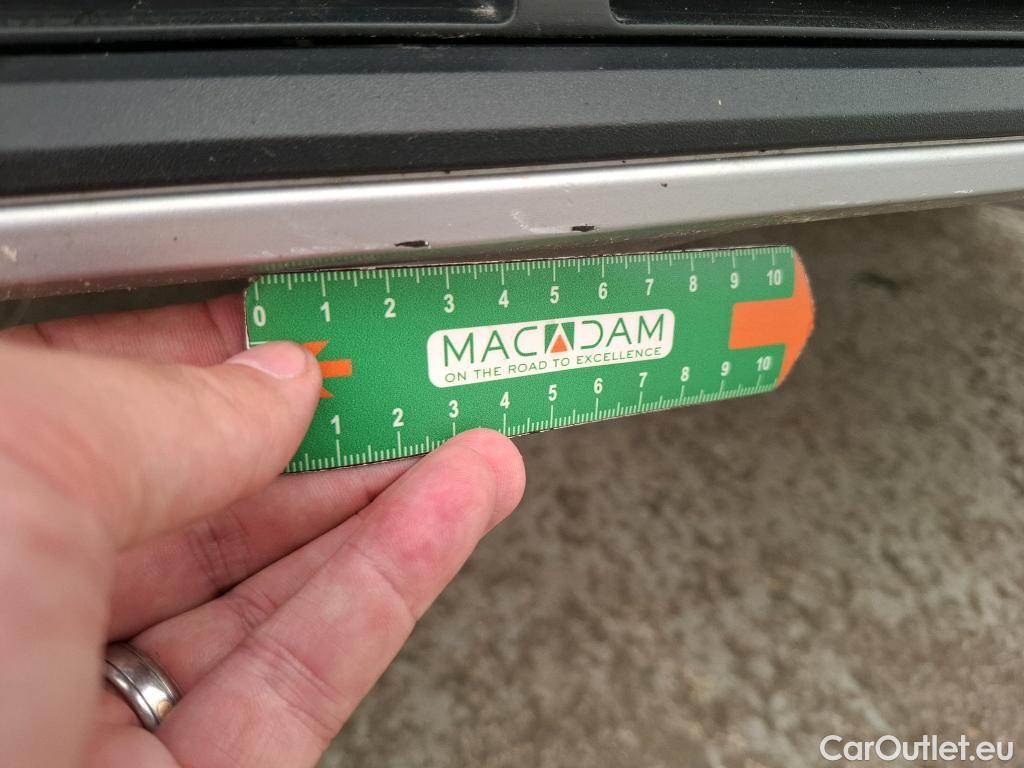 0 1 2 3 4 5 6 7 8 9 10
MACADAM
ON THE ROAD TO EXCELLENCE
1 2 3 4 5 6 7 8 9 10
CarOutlet.eu